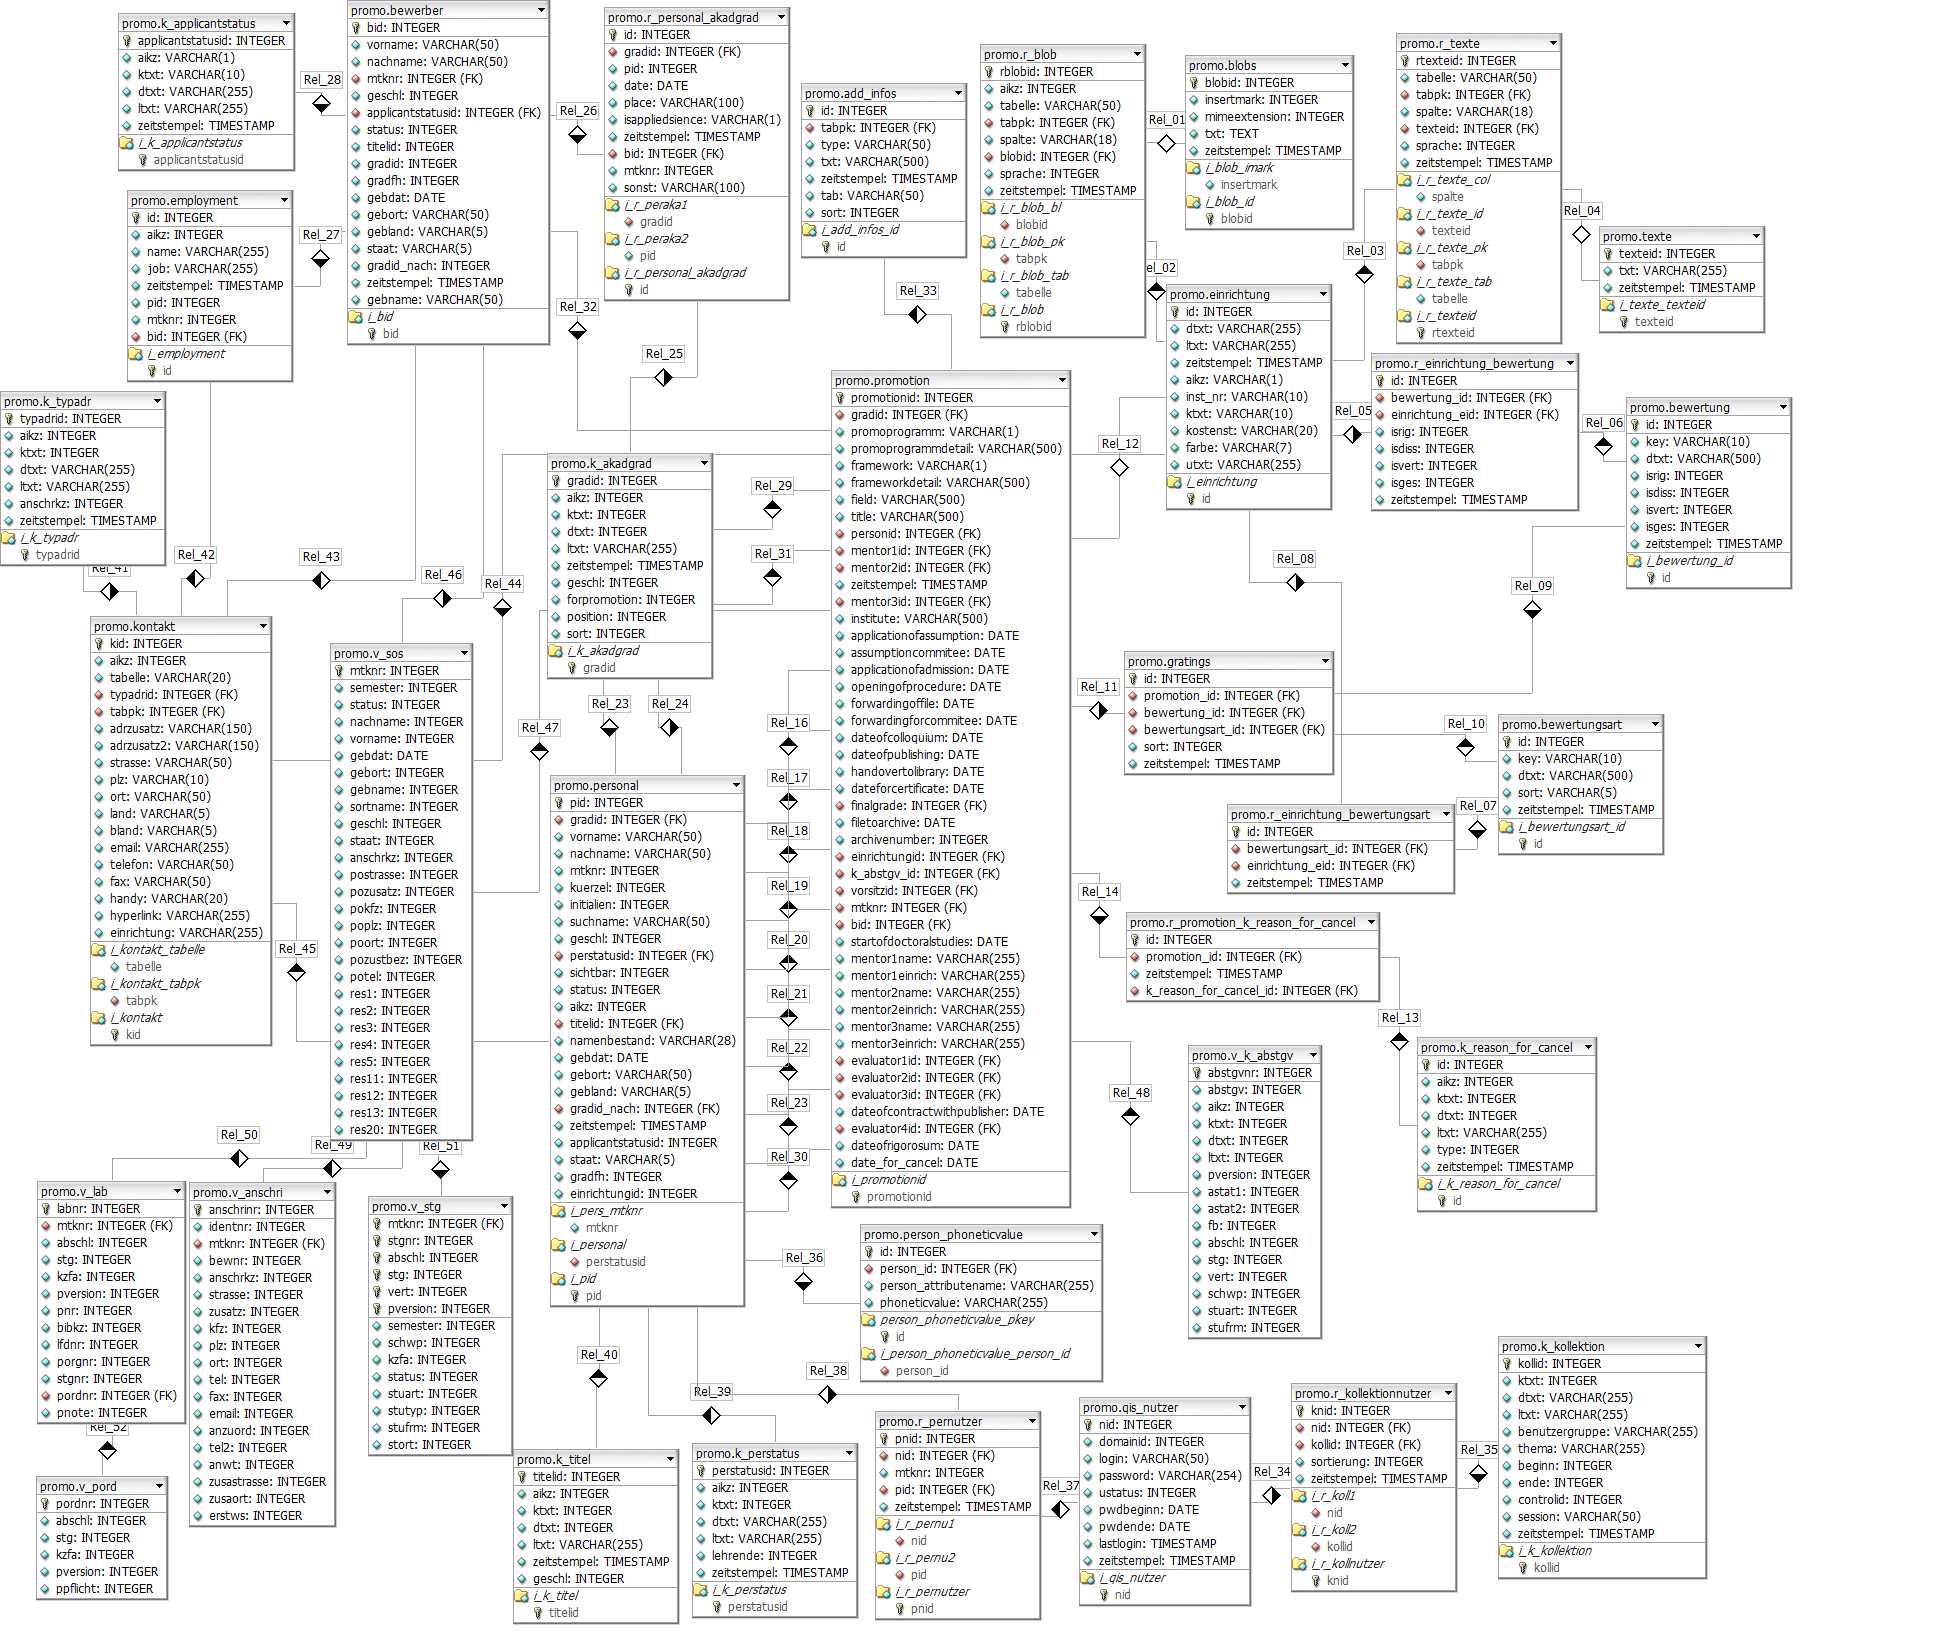 promo.k_applicantstatus
applicantstatusid: INTEGER
aikz: VARCHAR(1)
ktxt: VARCHAR(10)
dtxt: VARCHAR(255)
ltxt: VARCHAR(255)
zeitstempel: TIMESTAMP
i_k_applicantstatus
applicantstatusid
Rel_28
promo.bewerber
bid: INTEGER
vorname: VARCHAR(50)
nachname: VARCHAR(50)
mtknr: INTEGER (FK)
geschl: INTEGER
applicantstatusid: INTEGER (FK)
status: INTEGER
titelid: INTEGER
gradid: INTEGER
gradfh: INTEGER
gebdat: DATE
gebort: VARCHAR(50)
gebland: VARCHAR(5)
staat: VARCHAR(5)
gradid_nach: INTEGER
zeitstempel: TIMESTAMP
gebname: VARCHAR(50)
i_bid
bid
Rel_26
Rel_32
promo.r_personal_akadgrad
id: INTEGER
gradid: INTEGER (FK)
pid: INTEGER
date: DATE
place: VARCHAR(100)
isappliedsience: VARCHAR(1)
zeitstempel: TIMESTAMP
bid: INTEGER (FK)
mtknr: INTEGER
sonst: VARCHAR(100)
i_r_peraka1
gradid
i_r_peraka2
pid
i_r_personal_akadgrad
id
Rel_25
promo.add_infos
id: INTEGER
tabpk: INTEGER (FK)
type: VARCHAR(50)
txt: VARCHAR(500)
zeitstempel: TIMESTAMP
tab: VARCHAR(50)
sort: INTEGER
i_add_infos_id
id
Rel_33
promo.r_blob
rblobid: INTEGER
aikz: INTEGER
tabelle: VARCHAR(50)
tabpk: INTEGER (FK)
spalte: VARCHAR(18)
blobid: INTEGER (FK)
sprache: INTEGER
zeitstempel: TIMESTAMP
i_r_blob_bl
blobid
i_r_blob_pk
tabpk
i_r_blob_tab
tabelle
i_r_blob
rblobid
Rel_01
el_02
promo.blobs
blobid: INTEGER
insertmark: INTEGER
mimeextension: INTEGER
txt: TEXT
zeitstempel: TIMESTAMP
i_blob_imark
insertmark
i_blob_id
blobid
promo.r_texte
rtexteid: INTEGER
tabelle: VARCHAR(50)
tabpk: INTEGER (FK)
spalte: VARCHAR(18)
texteid: INTEGER (FK)
sprache: INTEGER
zeitstempel: TIMESTAMP
i_r_texte_col
spalte
i_r_texte_id
texteid
i_r_texte_pk
tabpk
i_r_texte_tab
tabelle
i_r_texteid
rtexteid
Rel_03
Rel_04
promo.texte
texteid: INTEGER
txt: VARCHAR(255)
zeitstempel: TIMESTAMP
i_texte_texteid
texteid
promo.employment
id: INTEGER
aikz: INTEGER
name: VARCHAR(255)
job: VARCHAR(255)
zeitstempel: TIMESTAMP
pid: INTEGER
mtknr: INTEGER
bid: INTEGER (FK)
i_employment
id
Rel_27
promo.einrichtung
id: INTEGER
dtxt: VARCHAR(255)
ltxt: VARCHAR(255)
zeitstempel: TIMESTAMP
aikz: VARCHAR(1)
inst_nr: VARCHAR(10)
ktxt: VARCHAR(10)
kostenst: VARCHAR(20)
farbe: VARCHAR(7)
utxt: VARCHAR(255)
i_einrichtung
id
Rel_05
promo.r_einrichtung_bewertung
id: INTEGER
bewertung_id: INTEGER (FK)
einrichtung_eid: INTEGER (FK)
isrig: INTEGER
isdiss: INTEGER
isvert: INTEGER
isges: INTEGER
zeitstempel: TIMESTAMP
Rel_06
promo.bewertung
id: INTEGER
key: VARCHAR(10)
dtxt: VARCHAR(500)
isrig: INTEGER
isdiss: INTEGER
isvert: INTEGER
isges: INTEGER
zeitstempel: TIMESTAMP
i_bewertung_id
id
Rel_12
Rel_08
Rel_09
promo.k_typadr
typadrid: INTEGER
aikz: INTEGER
ktxt: INTEGER
dtxt: VARCHAR(255)
ltxt: VARCHAR(255)
anschrkz: INTEGER
zeitstempel: TIMESTAMP
i_k_typadr
typadrid
Rel_41
Rel_42
Rel_43
Rel_46
Rel_44
promo.k_akadgrad
gradid: INTEGER
aikz: INTEGER
ktxt: INTEGER
dtxt: INTEGER
ltxt: VARCHAR(255)
zeitstempel: TIMESTAMP
geschl: INTEGER
forpromotion: INTEGER
position: INTEGER
sort: INTEGER
i_k_akadgrad
gradid
Rel_29
Rel_31
Rel_23
Rel_24
Rel_47
promo.promotion
promotionid: INTEGER
gradid: INTEGER (FK)
promoprogramm: VARCHAR(1)
promoprogrammdetail: VARCHAR(500)
framework: VARCHAR(1)
frameworkdetail: VARCHAR(500)
field: VARCHAR(500)
title: VARCHAR(500)
personid: INTEGER (FK)
mentor1id: INTEGER (FK)
mentor2id: INTEGER (FK)
zeitstempel: TIMESTAMP
mentor3id: INTEGER (FK)
institute: VARCHAR(500)
applicationofassumption: DATE
assumptioncommitee: DATE
applicationofadmission: DATE
openingofprocedure: DATE
forwardingoffile: DATE
forwardingforcommitee: DATE
dateofcolloquium: DATE
dateofpublishing: DATE
handovertolibrary: DATE
dateforcertificate: DATE
finalgrade: INTEGER (FK)
filetoarchive: DATE
archivenumber: INTEGER
einrichtungid: INTEGER (FK)
k_abstgv_id: INTEGER (FK)
vorsitzid: INTEGER (FK)
mtknr: INTEGER (FK)
bid: INTEGER (FK)
startofdoctoralstudies: DATE
mentor1name: VARCHAR(255)
mentor1einrich: VARCHAR(255)
mentor2name: VARCHAR(255)
mentor2einrich: VARCHAR(255)
mentor3name: VARCHAR(255)
mentor3einrich: VARCHAR(255)
evaluator1id: INTEGER (FK)
evaluator2id: INTEGER (FK)
evaluator3id: INTEGER (FK)
dateofcontractwithpublisher: DATE
evaluator4id: INTEGER (FK)
dateofrigorosum: DATE
date_for_cancel: DATE
i_promotionid
promotionid
promo.kontakt
kid: INTEGER
aikz: INTEGER
tabelle: VARCHAR(20)
typadrid: INTEGER (FK)
tabpk: INTEGER (FK)
adrzusatz: VARCHAR(150)
adrzusatz2: VARCHAR(150)
strasse: VARCHAR(50)
plz: VARCHAR(10)
ort: VARCHAR(50)
land: VARCHAR(5)
bland: VARCHAR(5)
email: VARCHAR(255)
telefon: VARCHAR(50)
fax: VARCHAR(50)
handy: VARCHAR(20)
hyperlink: VARCHAR(255)
einrichtung: VARCHAR(255)
i_kontakt_tabelle
tabelle
i_kontakt_tabpk
tabpk
i_kontakt
kid
Rel_45
promo.v_sos
mtknr: INTEGER
semester: INTEGER
status: INTEGER
nachname: INTEGER
vorname: INTEGER
gebdat: DATE
gebort: INTEGER
gebname: INTEGER
sortname: INTEGER
geschl: INTEGER
staat: INTEGER
anschrkz: INTEGER
postrasse: INTEGER
pozusatz: INTEGER
pokfz: INTEGER
poplz: INTEGER
poort: INTEGER
pozustbez: INTEGER
potel: INTEGER
res1: INTEGER
res2: INTEGER
res3: INTEGER
res4: INTEGER
res5: INTEGER
res11: INTEGER
res12: INTEGER
res13: INTEGER
res20: INTEGER
promo.personal
pid: INTEGER
gradid: INTEGER (FK)
vorname: VARCHAR(50)
nachname: VARCHAR(50)
mtknr: INTEGER
kuerzel: INTEGER
initialien: INTEGER
suchname: VARCHAR(50)
geschl: INTEGER
perstatusid: INTEGER (FK)
sichtbar: INTEGER
status: INTEGER
aikz: INTEGER
titelid: INTEGER (FK)
namenbestand: VARCHAR(28)
gebdat: DATE
gebort: VARCHAR(50)
gebland: VARCHAR(5)
gradid_nach: INTEGER (FK)
zeitstempel: TIMESTAMP
applicantstatusid: INTEGER
staat: VARCHAR(5)
gradfh: INTEGER
einrichtungid: INTEGER
i_pers_mtknr
mtknr
i_personal
perstatusid
i_pid
pid
Rel_16
Rel_17
Rel_18
Rel_19
Rel_20
Rel_21
Rel_22
Rel_23
Rel_30
promo.gratings
id: INTEGER
promotion_id: INTEGER (FK)
bewertung_id: INTEGER (FK)
bewertungsart_id: INTEGER (FK)
sort: INTEGER
zeitstempel: TIMESTAMP
Rel_11
Rel_10
promo.bewertungsart
id: INTEGER
key: VARCHAR(10)
dtxt: VARCHAR(500)
sort: VARCHAR(5)
zeitstempel: TIMESTAMP
i_bewertungsart_id
id
Rel_07
promo.r_einrichtung_bewertungsart
id: INTEGER
bewertungsart_id: INTEGER (FK)
einrichtung_eid: INTEGER (FK)
zeitstempel: TIMESTAMP
Rel_14
promo.r_promotion_k_reason_for_cancel
id: INTEGER
promotion_id: INTEGER (FK)
zeitstempel: TIMESTAMP
k_reason_for_cancel_id: INTEGER (FK)
Rel_13
promo.k_reason_for_cancel
id: INTEGER
aikz: INTEGER
ktxt: INTEGER
dtxt: INTEGER
ltxt: VARCHAR(255)
type: INTEGER
zeitstempel: TIMESTAMP
i_k_reason_for_cancel
id
Rel_48
promo.v_k_abstgv
abstgvnr: INTEGER
abstgv: INTEGER
aikz: INTEGER
ktxt: INTEGER
dtxt: INTEGER
ltxt: INTEGER
pversion: INTEGER
astat1: INTEGER
astat2: INTEGER
fb: INTEGER
abschl: INTEGER
stg: INTEGER
vert: INTEGER
schwp: INTEGER
stuart: INTEGER
stufrm: INTEGER
Rel_50
Rel_49
Rel_51
promo.v_lab
labnr: INTEGER
mtknr: INTEGER (FK)
abschl: INTEGER
stg: INTEGER
kzfa: INTEGER
pversion: INTEGER
pnr: INTEGER
bibkz: INTEGER
lfdnr: INTEGER
porgnr: INTEGER
stgnr: INTEGER
pordnr: INTEGER (FK)
pnote: INTEGER
Rel_52
promo.v_pord
pordnr: INTEGER
abschl: INTEGER
stg: INTEGER
kzfa: INTEGER
pversion: INTEGER
ppflicht: INTEGER
promo.v_anschri
anschrinr: INTEGER
identnr: INTEGER
mtknr: INTEGER (FK)
bewnr: INTEGER
anschrkz: INTEGER
strasse: INTEGER
zusatz: INTEGER
kfz: INTEGER
plz: INTEGER
ort: INTEGER
tel: INTEGER
fax: INTEGER
email: INTEGER
anzuord: INTEGER
tel2: INTEGER
anwt: INTEGER
zusastrasse: INTEGER
zusaort: INTEGER
erstws: INTEGER
promo.v_stg
mtknr: INTEGER (FK)
stgnr: INTEGER
abschl: INTEGER
stg: INTEGER
vert: INTEGER
pversion: INTEGER
semester: INTEGER
schwp: INTEGER
kzfa: INTEGER
status: INTEGER
stuart: INTEGER
stutyp: INTEGER
stufrm: INTEGER
stort: INTEGER
Rel_40
Rel_39
Rel_38
Rel_36
promo.person_phoneticvalue
id: INTEGER
person_id: INTEGER (FK)
person_attributename: VARCHAR(255)
phoneticvalue: VARCHAR(255)
person_phoneticvalue_pkey
id
i_person_phoneticvalue_person_id
person_id
promo.k_titel
titelid: INTEGER
aikz: INTEGER
ktxt: INTEGER
dtxt: INTEGER
ltxt: VARCHAR(255)
zeitstempel: TIMESTAMP
geschl: INTEGER
i_k_titel
titelid
promo.k_perstatus
perstatusid: INTEGER
aikz: INTEGER
ktxt: INTEGER
dtxt: VARCHAR(255)
ltxt: VARCHAR(255)
lehrende: INTEGER
zeitstempel: TIMESTAMP
i_k_perstatus
perstatusid
promo.r_pernutzer
pnid: INTEGER
nid: INTEGER (FK)
mtknr: INTEGER
pid: INTEGER (FK)
zeitstempel: TIMESTAMP
i_r_pernu1
nid
i_r_pernu2
pid
i_r_pernutzer
pnid
Rel_37
promo.qis_nutzer
nid: INTEGER
domainid: INTEGER
login: VARCHAR(50)
password: VARCHAR(254)
ustatus: INTEGER
pwdbeginn: DATE
pwdende: DATE
lastlogin: TIMESTAMP
zeitstempel: TIMESTAMP
i_qis_nutzer
nid
Rel_34
promo.r_kollektionnutzer
knid: INTEGER
nid: INTEGER (FK)
kollid: INTEGER (FK)
sortierung: INTEGER
zeitstempel: TIMESTAMP
i_r_koll1
nid
i_r_koll2
kollid
i_r_kollnutzer
knid
Rel_35
promo.k_kollektion
kollid: INTEGER
ktxt: INTEGER
dtxt: VARCHAR(255)
ltxt: VARCHAR(255)
benutzergruppe: VARCHAR(255)
thema: VARCHAR(255)
beginn: INTEGER
ende: INTEGER
controlid: INTEGER
session: VARCHAR(50)
zeitstempel: TIMESTAMP
i_k_kollektion
kollid